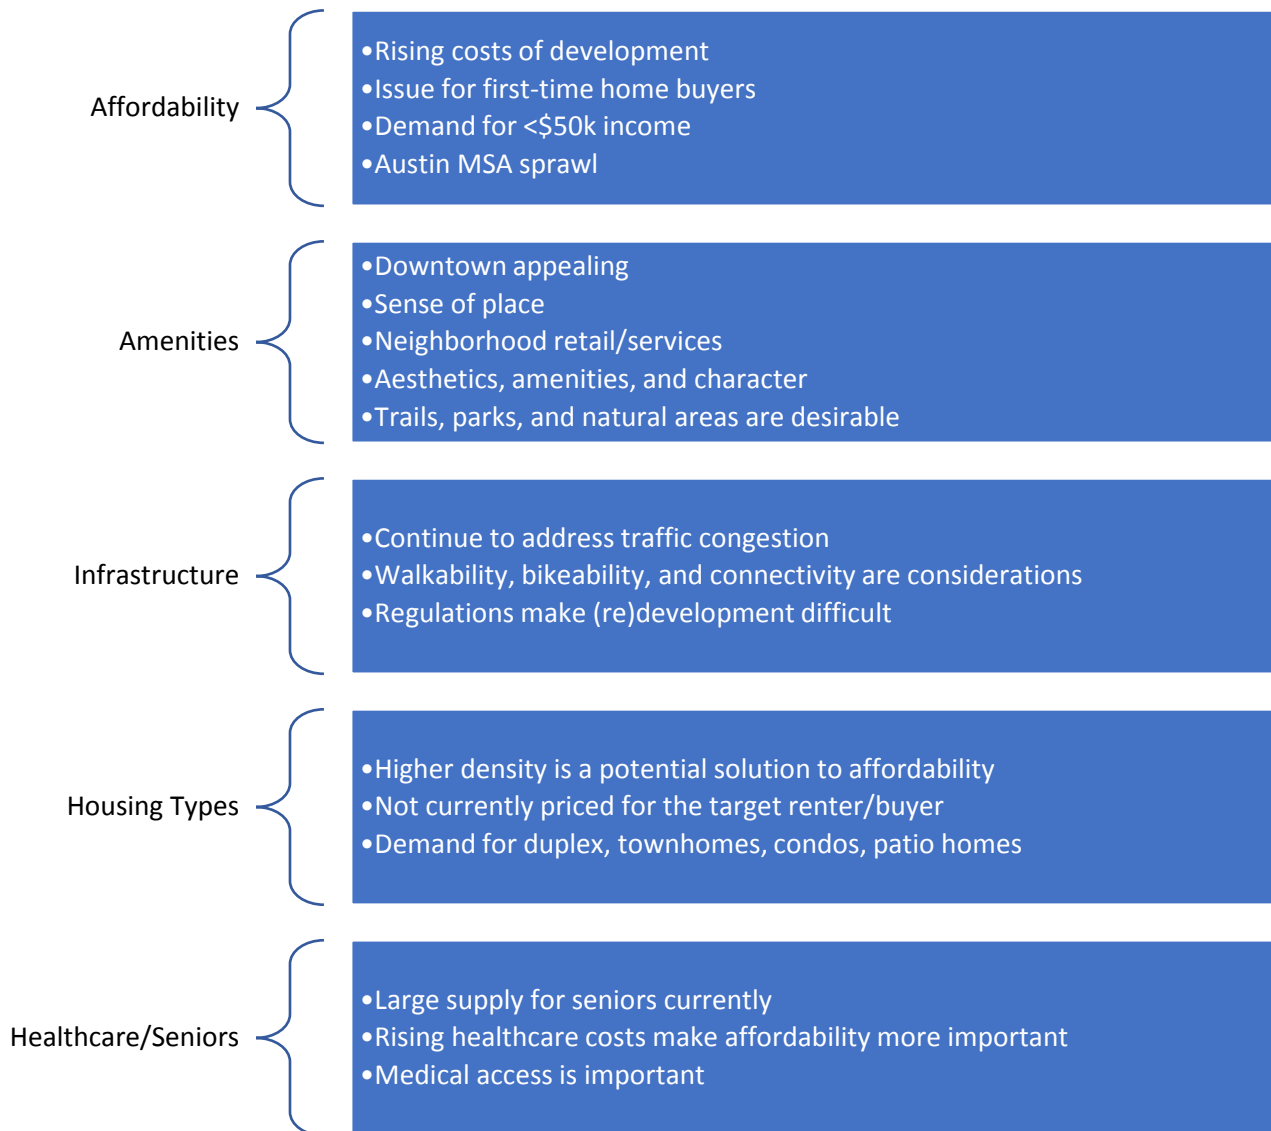 Affordability
•Rising costs of development
•Issue for first-time home buyers
•Demand for <$50k income
•Austin MSA sprawl
Amenities
•Downtown appealing
•Sense of place
•Neighborhood retail/services
•Aesthetics, amenities, and character
•Trails, parks, and natural areas are desirable
Infrastructure
•Continue to address traffic congestion
•Walkability, bikeability, and connectivity are considerations
•Regulations make (re)development difficult
Housing Types
•Higher density is a potential solution to affordability
•Not currently priced for the target renter/buyer
•Demand for duplex, townhomes, condos, patio homes
Healthcare/Seniors
•Large supply for seniors currently
•Rising healthcare costs make affordability more important
•Medical access is important